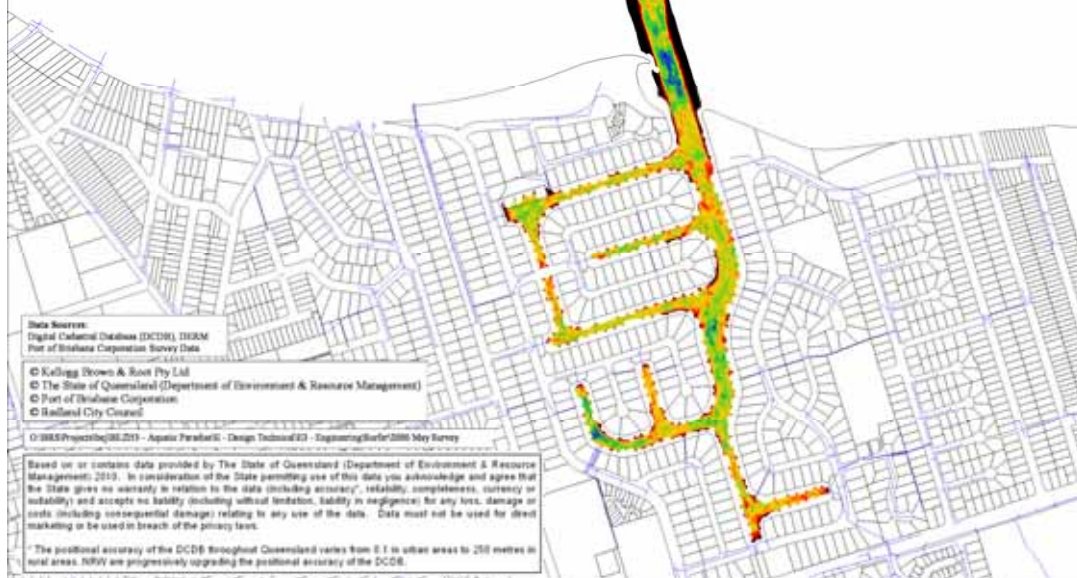 Data Sources:
Digital Cadastral Database (DCDB), DERM
Port of Brisbane Corporation Survey Data
© Kellogg Brown & Root Pty Ltd
© The State of Queensland (Department of Environment & Resource Management)
© Port of Brisbane Corporation
© Redland City Council
- Aquatic Paradise - Design Technical - Engineering May Survey
Based on or contains data provided by The State of Queensland (Department of Environment & Resource
Management) 2010. In consideration of the State permitting use of this data you acknowledge and agree that
the State gives no warranty in relation to the data (including accuracy*, reliability, completeness, currency or
suitability) and accepts no liability (including without limitation, liability in negligence) for any loss, damage or
costs (including consequential damage) relating to any use of the data. Data must not be used for direct
marketing or be used in breach of the privacy laws.
* The positional accuracy of the DCDB throughout Queensland varies from 0.1 in urban areas to 250 metres in
rural areas. NRW are progressively upgrading the positional accuracy of the DCDB.